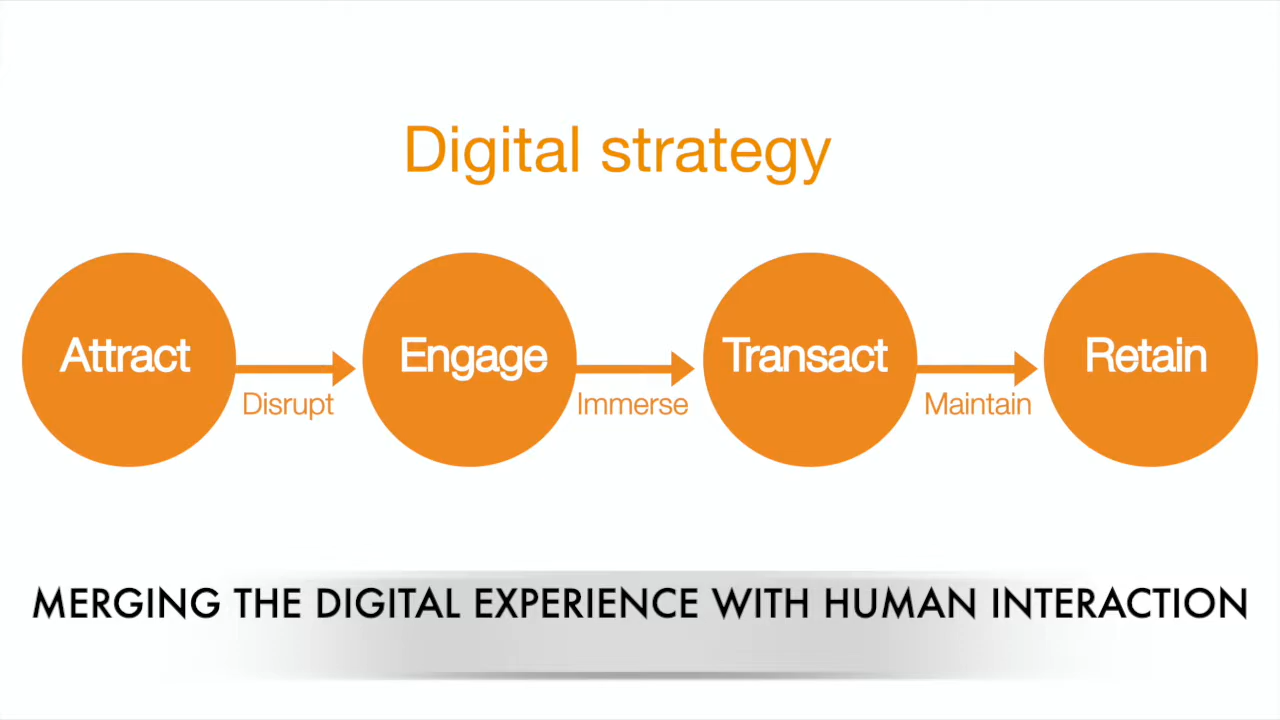 Digital strategy
Attract
Engage
Transact
Retain
Disrupt
Immerse
Maintain
MERGING THE DIGITAL EXPERIENCE WITH HUMAN INTERACTION